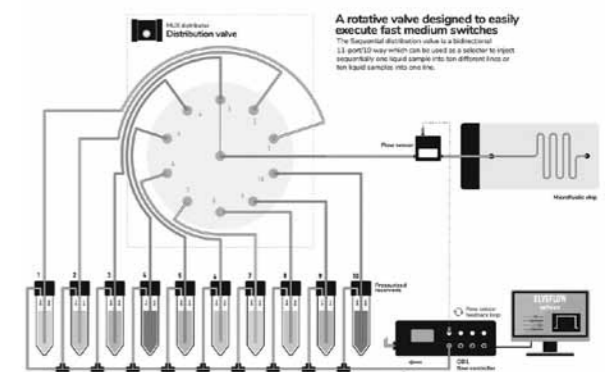 MUX distributor
Distribution valve
A rotative valve designed to easily
execute fast medium switches
The Sequential distribution valve is a bidirectional
11-port/10 way which can be used as a selector to inject
sequentially one liquid sample into ten different lines or
ten liquid samples into one line.
Flow sensor
Microfluidic chip
10
1 2 3 4 5 6 7 8 9 10
Pressurized
reservoirs
Flow sensor
feedback loop
OB1
flow controller